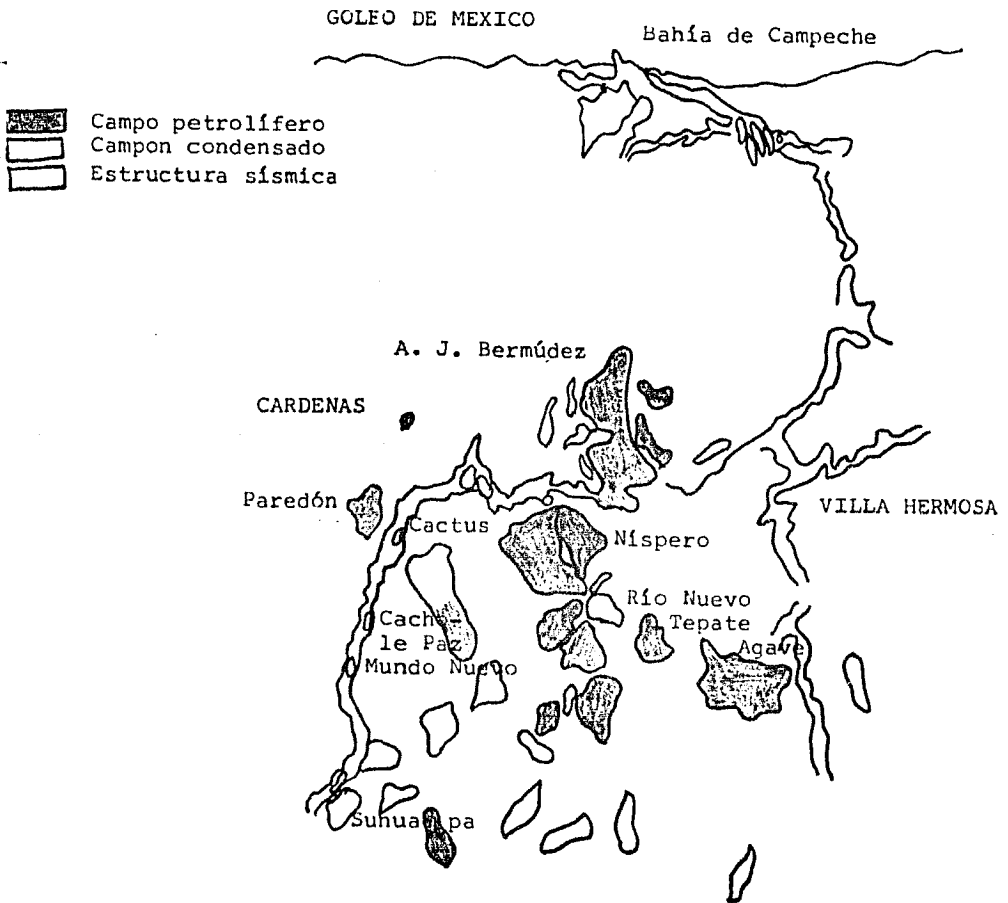 GOLFO DE MEXICO
Bahía de Campeche
Campo petrolífero
Campon condensado
Estructura sísmica
A. J. Bermúdez
CARDENAS
Paredón
VILLA HERMOSA
Cactus
Níspero
Río Nuevo
Tepate
Cacho
le Paz
Agave
Mundo Nuevo